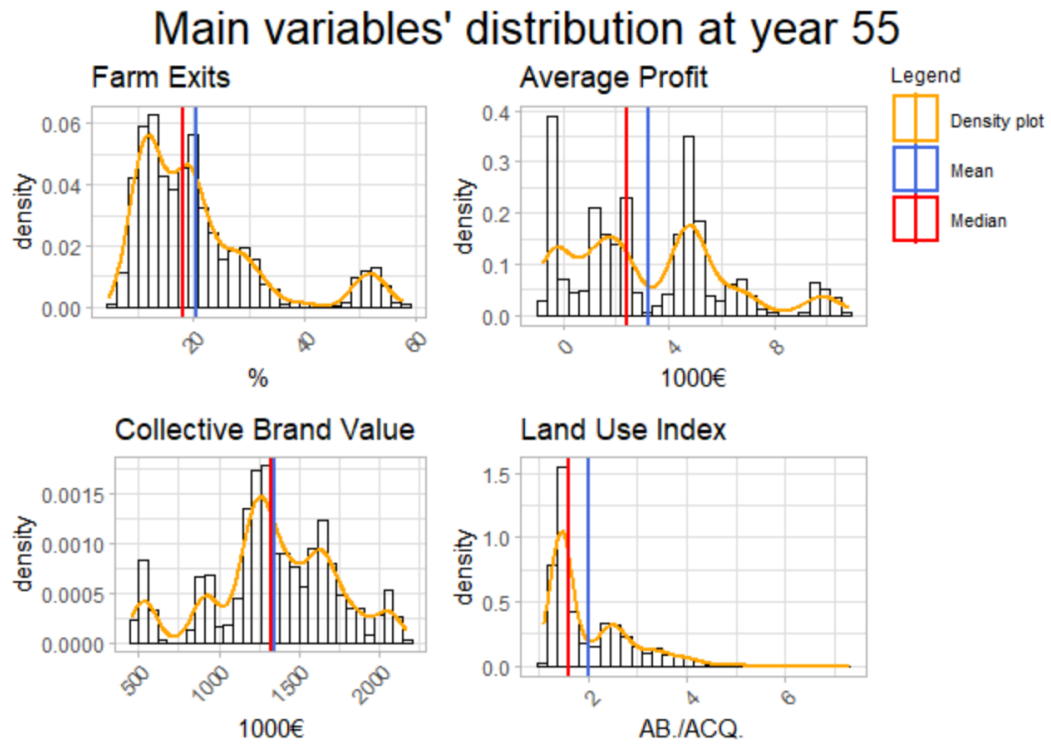 Main variables' distribution at year 55
Farm Exits
density
0.06
0.04
0.02
0.00
20
40
60
%
Average Profit
density
0.4
0.3
0.2
0.1
0.0
0
4
8
1000€
Legend
Density plot
Mean
Median
Collective Brand Value
density
0.0015
0.0010
0.0005
0.0000
500
1000
1500
2000
1000€
Land Use Index
density
1.5
1.0
0.5
0.0
2
4
6
AB./ACQ.